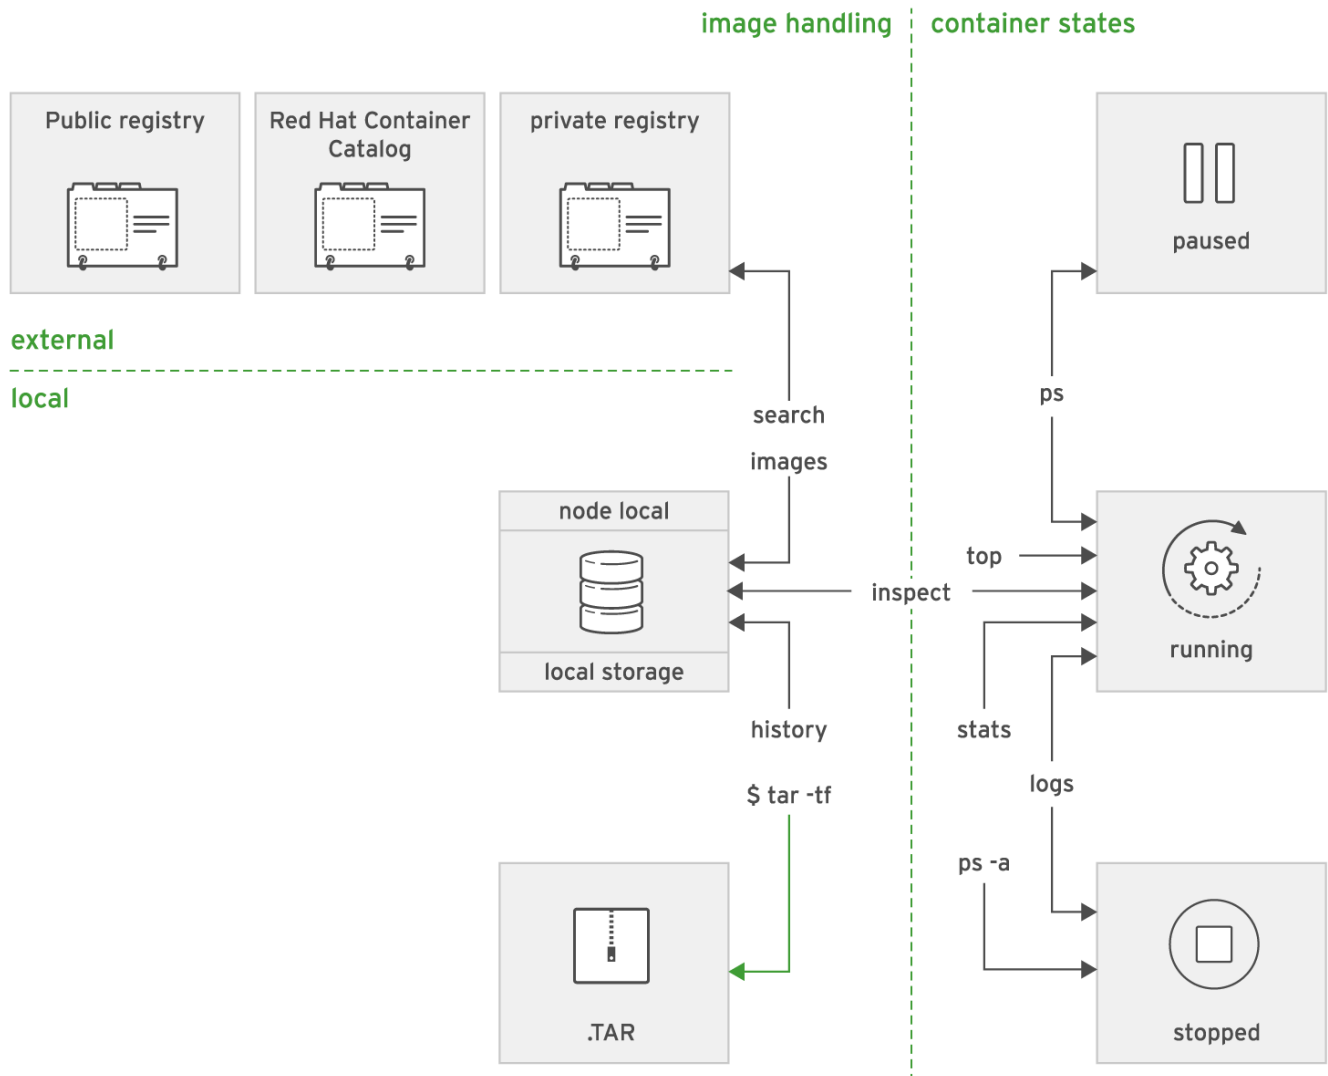 image handling
container states
Public registry
Red Hat Container
Catalog
private registry
paused
external
local
ps
search
images
node local
top
inspect
running
local storage
history
stats
$ tar -tf
logs
ps -a
.TAR
stopped